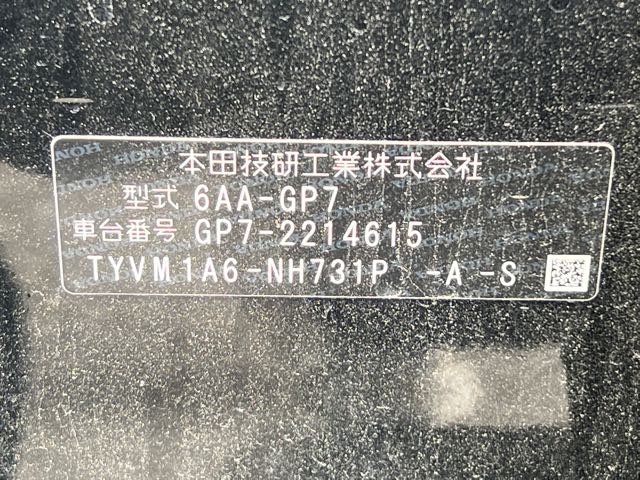 本田技研工業株式会社
型式 6AA-GP7
車台番号 GP7-2214615
TYVM1A6-NH731P -A -S